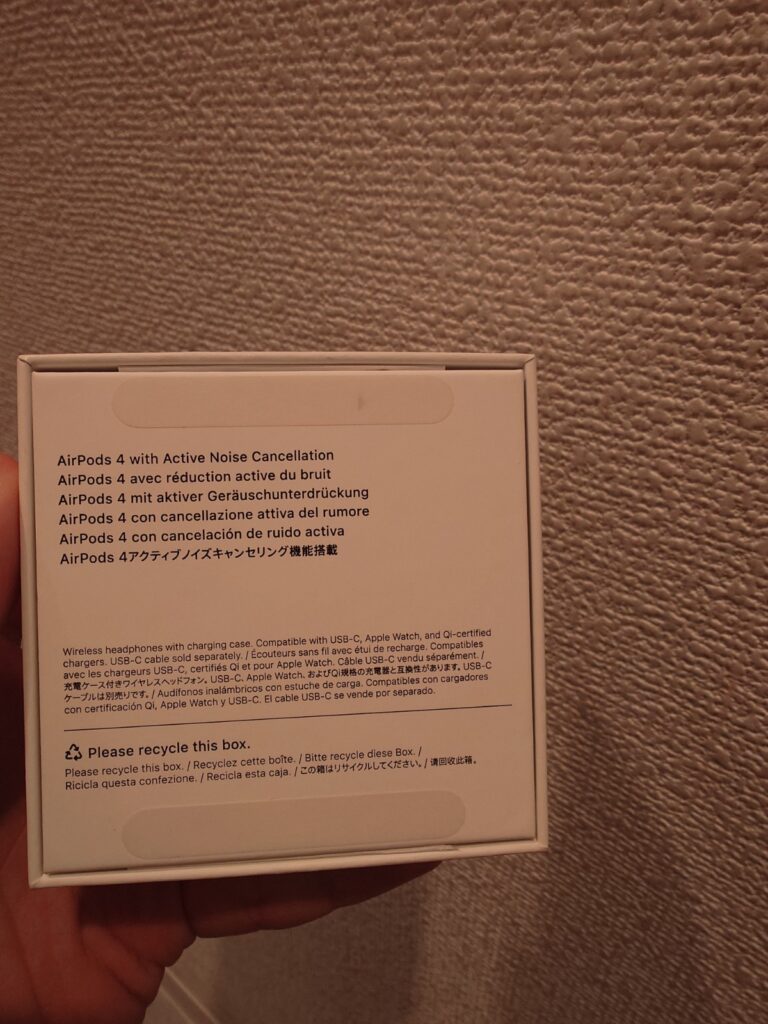 AirPods 4 with Active Noise Cancellation
AirPods 4 avec réduction active du bruit
AirPods 4 mit aktiver Geräuschunterdrückung
AirPods 4 con cancellazione attiva del rumore
AirPods 4 con cancelación de ruido activa
AirPods 4アクティブノイズキャンセリング機能搭載
Wireless headphones with charging case. Compatible with USB-C, Apple Watch, and Qi-certified
chargers. USB-C cable sold separately. / Écouteurs sans fil avec étui de recharge. Compatibles
avec les chargeurs USB-C, certifiés Qi et pour Apple Watch. Câble USB-C vendu séparément. /
充電ケース付きワイヤレスヘッドフォン。USB-C、Apple Watch、およびQi規格の充電器と互換性があります。USB-C
ケーブルは別売りです。/ Audífonos inalámbricos con estuche de carga. Compatibles con cargadores
con certificación Qi, Apple Watch y USB-C. El cable USB-C se vende por separado.
Please recycle this box.
Please recycle this box. / Recyclez cette boîte. / Bitte recycle diese Box. /
Ricicla questa confezione. / Recicla esta caja. / この箱はリサイクルしてください。/ 请回收此箱。